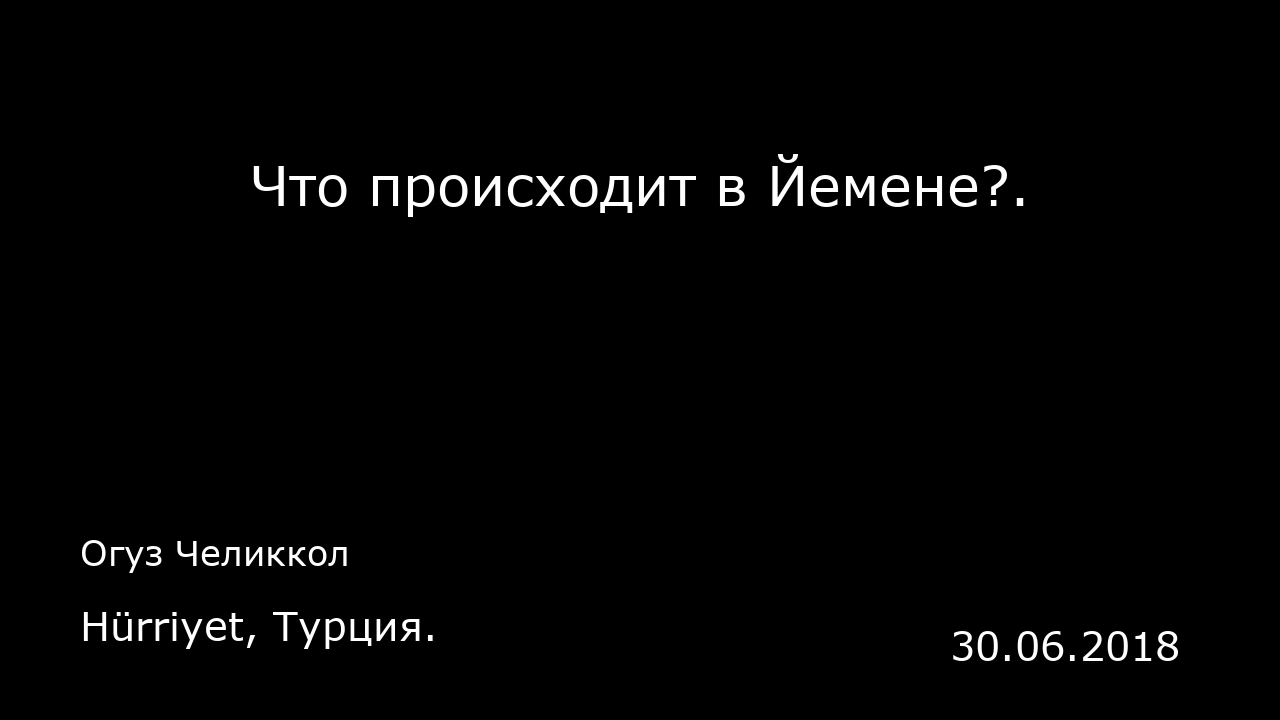 Что происходит в Йемене?.
Огуз Челиккол
Hürriyet, Турция.
30.06.2018